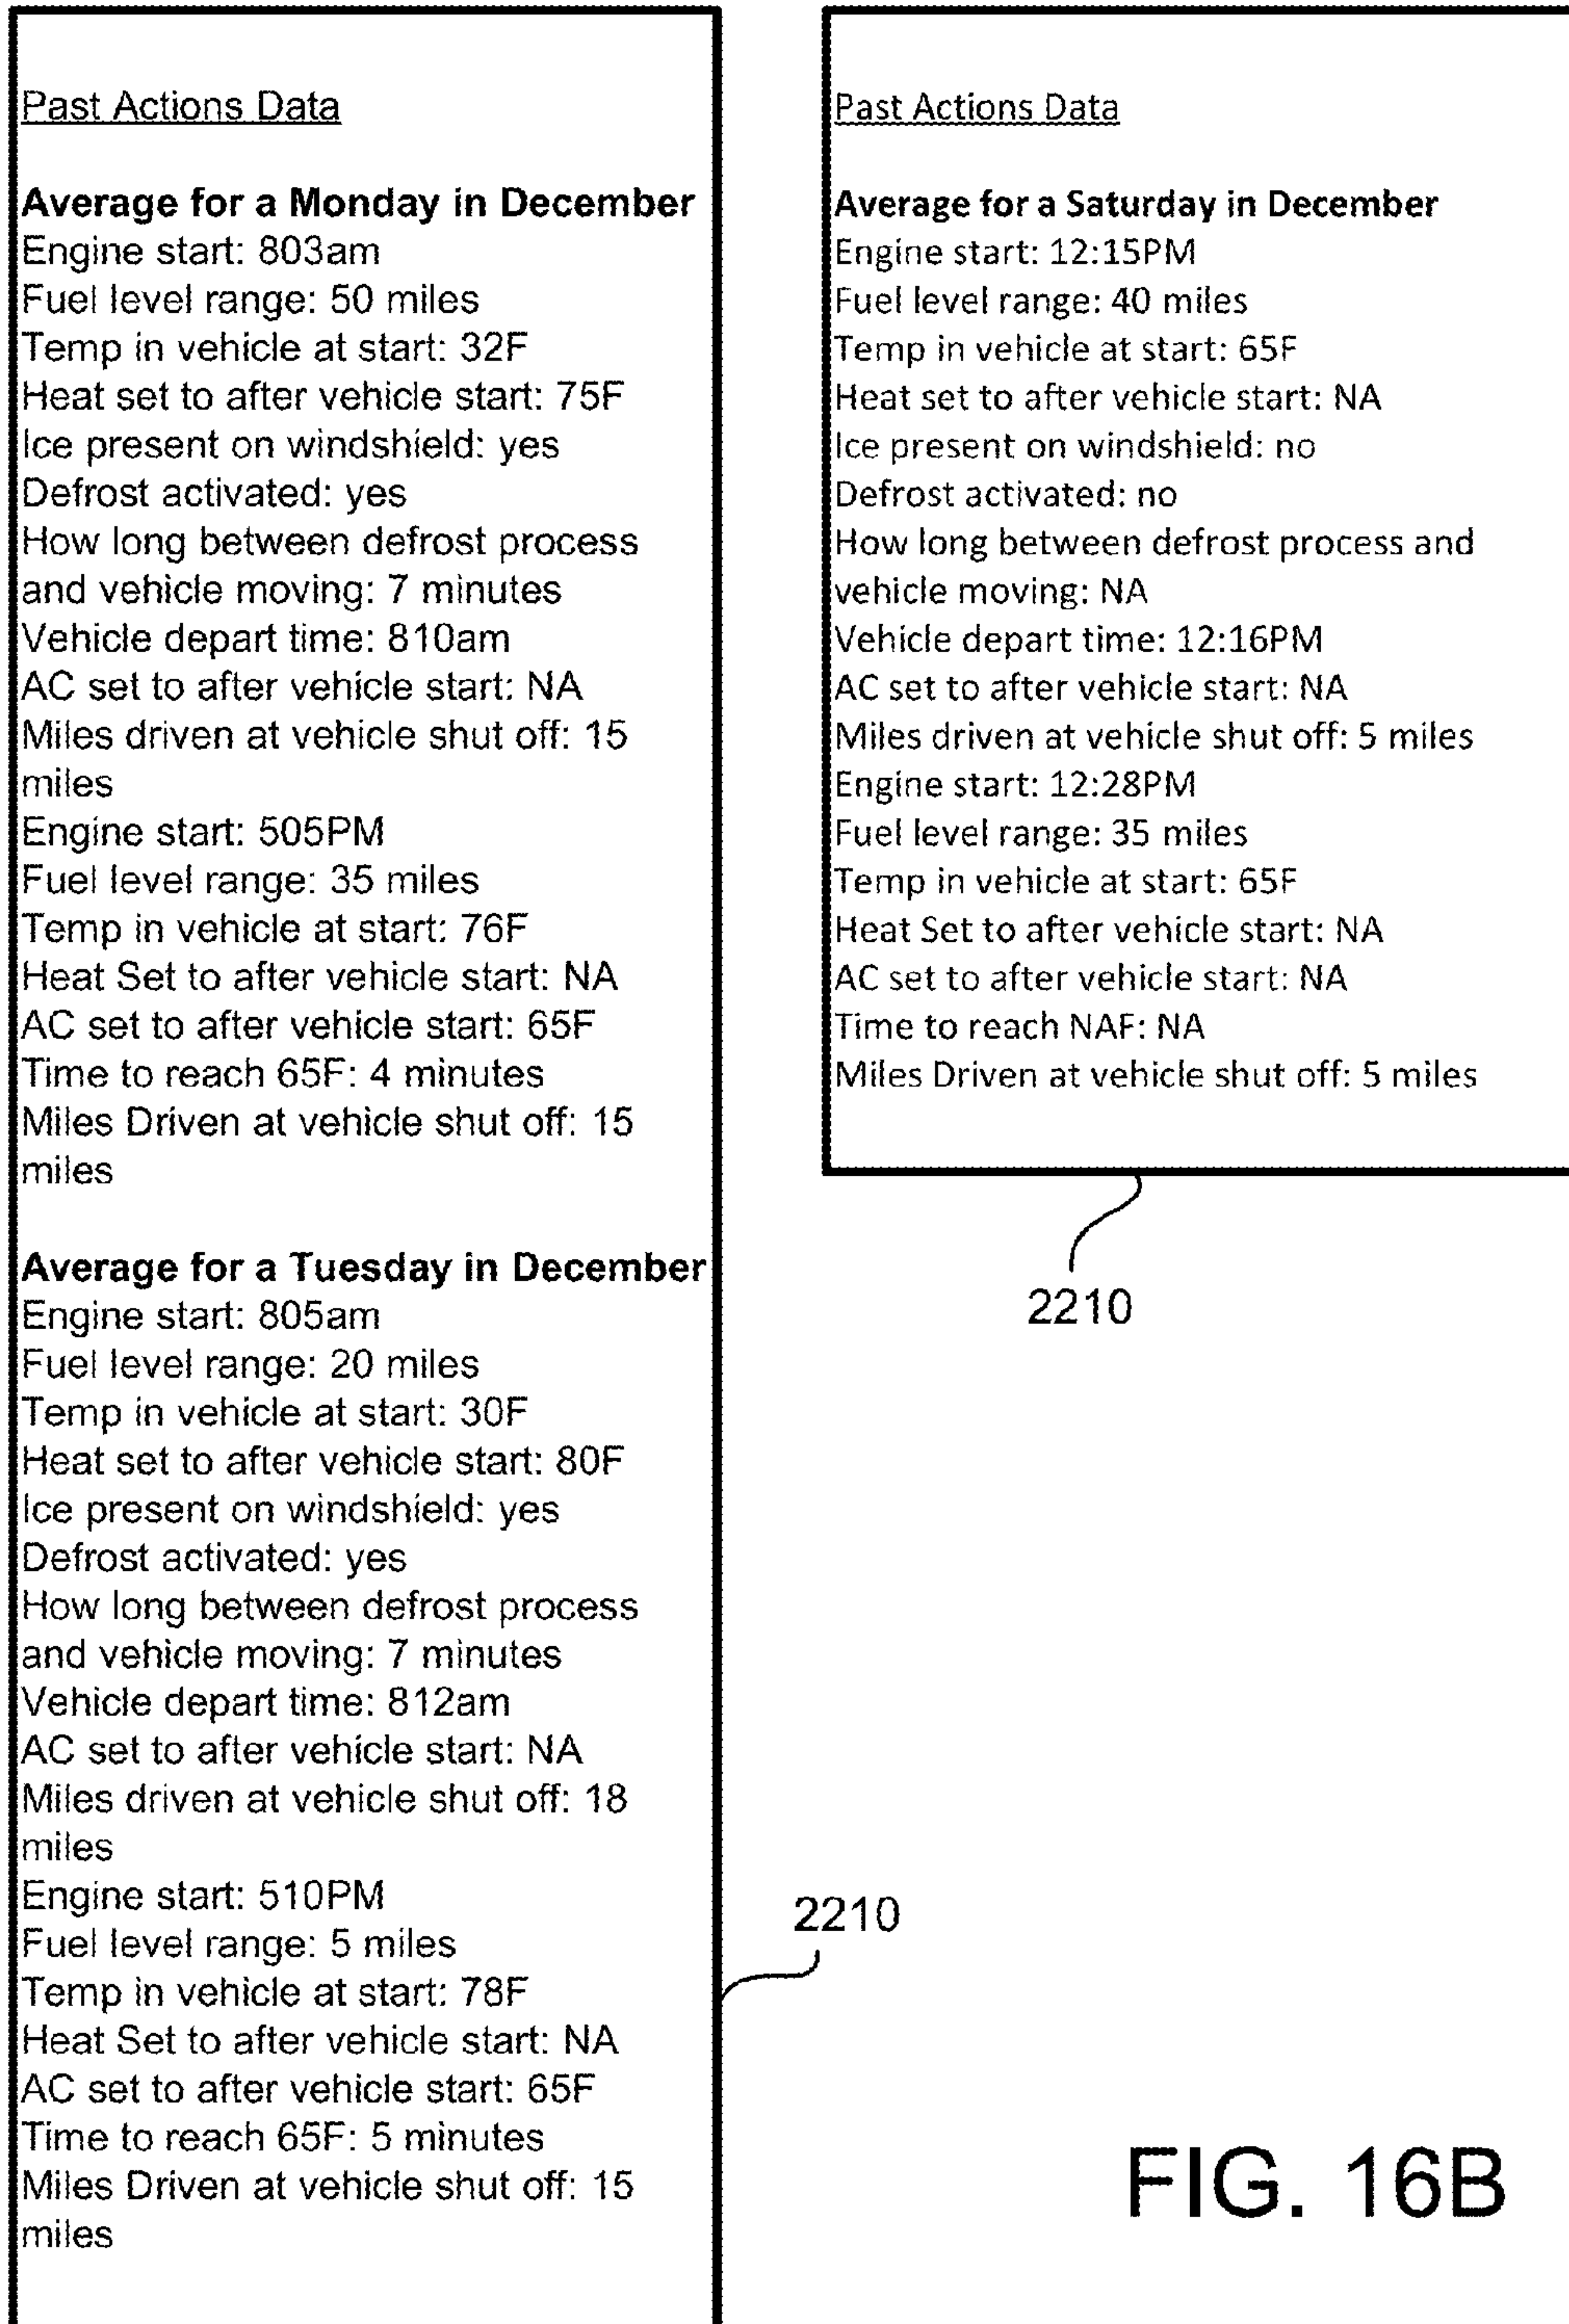 Past Actions Data
Average for a Monday in December
Engine start: 803am
Fuel level range: 50 miles
Temp in vehicle at start: 32F
Heat set to after vehicle start: 75F
Ice present on windshield: yes
Defrost activated: yes
How long between defrost process
and vehicle moving: 7 minutes
Vehicle depart time: 810am
AC set to after vehicle start: NA
Miles driven at vehicle shut off: 15
miles
Engine start: 505PM
Fuel level range: 35 miles
Temp in vehicle at start: 76F
Heat Set to after vehicle start: NA
AC set to after vehicle start: 65F
Time to reach 65F: 4 minutes
Miles Driven at vehicle shut off: 15
miles
Average for a Tuesday in December
Engine start: 805am
Fuel level range: 20 miles
Temp in vehicle at start: 30F
Heat set to after vehicle start: 80F
Ice present on windshield: yes
Defrost activated: yes
How long between defrost process
and vehicle moving: 7 minutes
Vehicle depart time: 812am
AC set to after vehicle start: NA
Miles driven at vehicle shut off: 18
miles
Engine start: 510PM
Fuel level range: 5 miles
Temp in vehicle at start: 78F
Heat Set to after vehicle start: NA
AC set to after vehicle start: 65F
Time to reach 65F: 5 minutes
Miles Driven at vehicle shut off: 15
miles
2210
Past Actions Data
Average for a Saturday in December
Engine start: 12:15PM
Fuel level range: 40 miles
Temp in vehicle at start: 65F
Heat set to after vehicle start: NA
Ice present on windshield: no
Defrost activated: no
How long between defrost process and
vehicle moving: NA
Vehicle depart time: 12:16PM
AC set to after vehicle start: NA
Miles driven at vehicle shut off: 5 miles
Engine start: 12:28PM
Fuel level range: 35 miles
Temp in vehicle at start: 65F
Heat Set to after vehicle start: NA
AC set to after vehicle start: NA
Time to reach NAF: NA
Miles Driven at vehicle shut off: 5 miles
2210
FIG. 16B